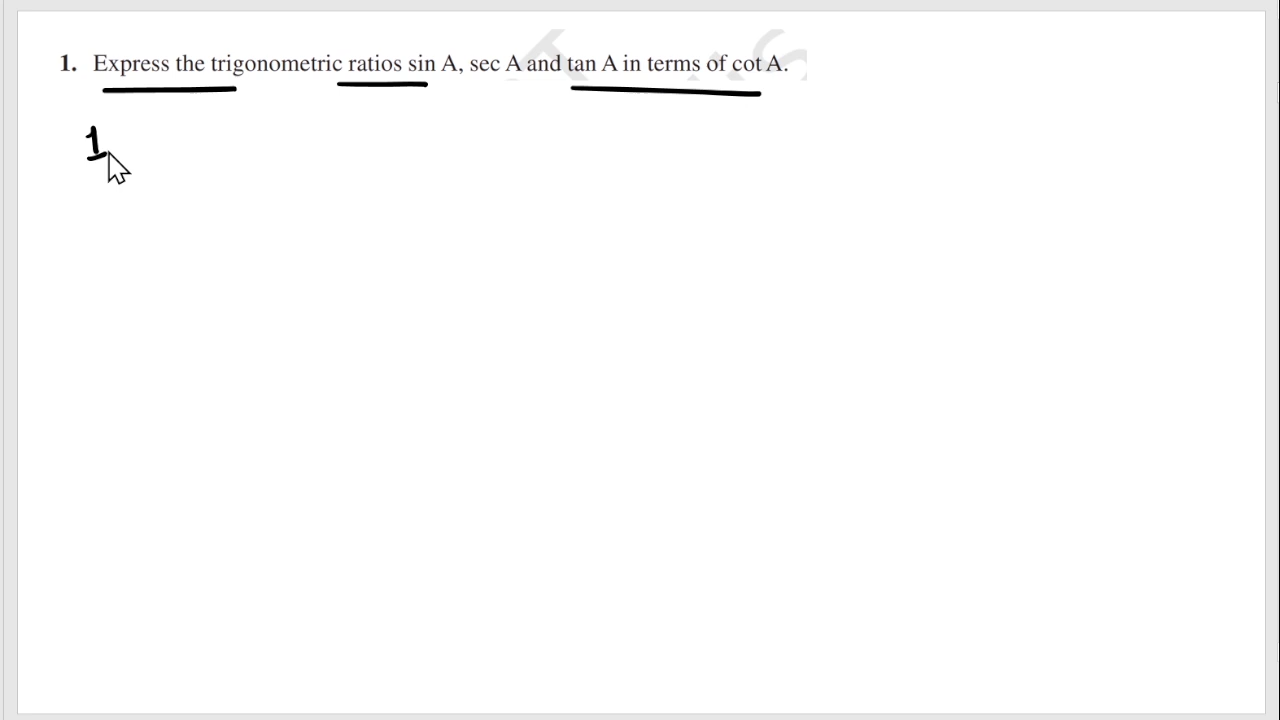 1. Express the trigonometric ratios sin A, sec A and tan A in terms of cot A.
1